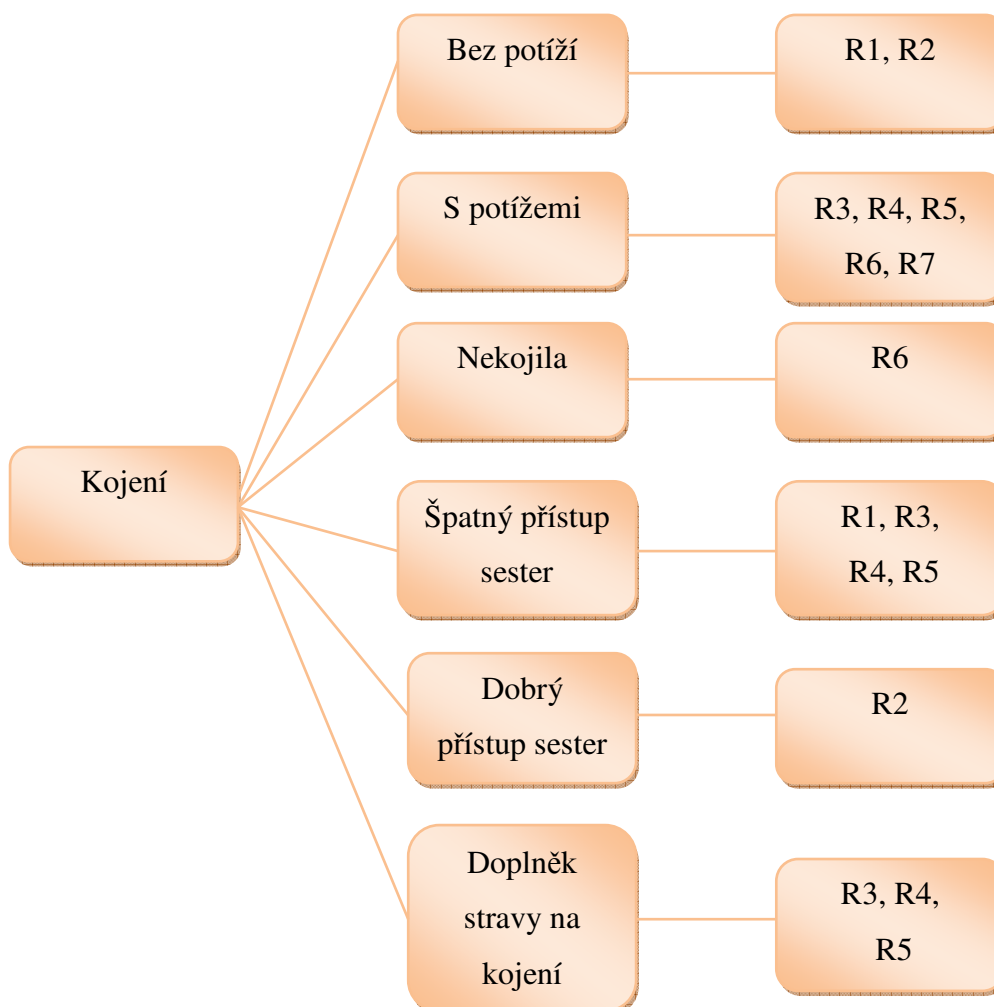 Kojení
Bez potíží
R1, R2
S potížemi
R3, R4, R5,
R6, R7
Nekojila
R6
Špatný přístup
sester
R1, R3,
R4, R5
Dobrý
přístup sester
R2
Doplněk
stravy na
kojení
R3, R4,
R5